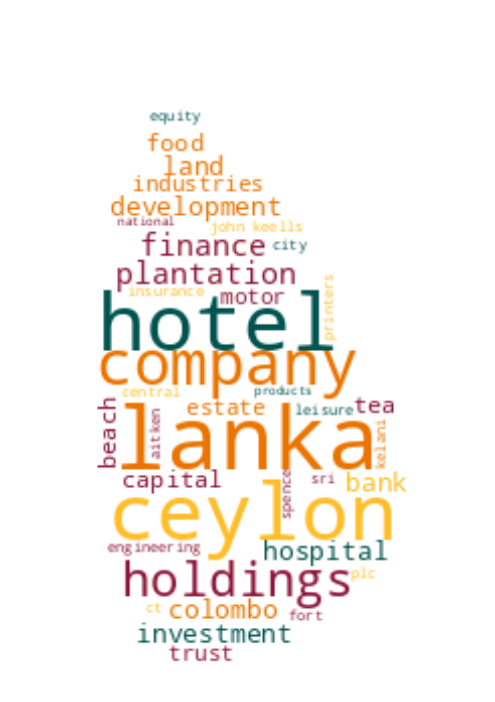 equity
food
land
industries
development
national
john keells
finance city
plantation
insurance
motor
printers
hotel
company
central
products
estate
leisure tea
beach
aitken
lanka
kelani
capital
spence
sri
bank
ceylon
engineering
hospital
holdings
plc
ct colombo
fort
investment
trust